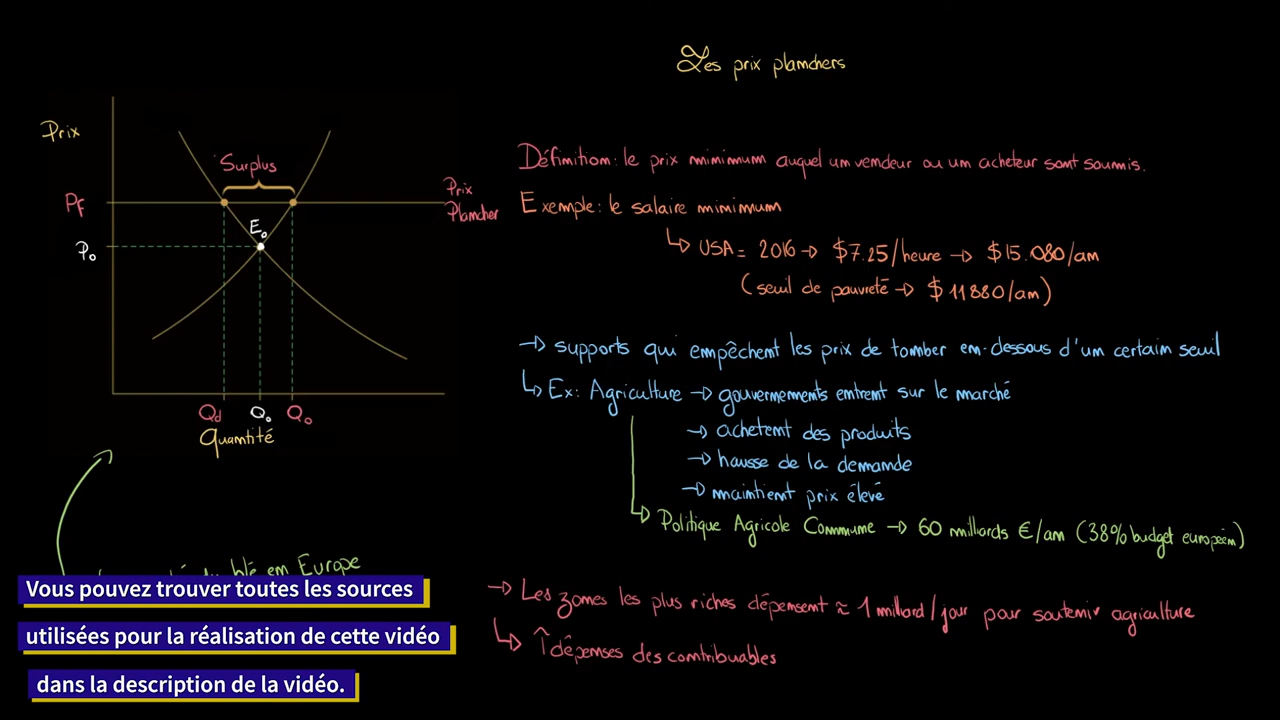 Les prix planchers
Prix
Surplus
Pf
Prix
Plancher
E₀
P₀
Qd
Q₀
Qo
Quantité
Définition: le prix minimum auquel un vendeur ou un acheteur sont soumis.
Exemple: le salaire minimum
↳ USA = 2016 → $7.25/heure → $15.080/an
(seuil de pauvreté → $11880/an)
→ supports qui empêchent les prix de tomber en-dessous d'un certain seuil
↳ Ex: Agriculture → gouvernements entrent sur le marché
→ achètent des produits
→ hausse de la demande
→ maintient prix élevé
↳ Politique Agricole Commune → 60 milliards €/an (38% budget européen)
blé en Europe
→ Les zones les plus riches dépensent ≈ 1 milliard/jour pour soutenir agriculture
↳ ↑ dépenses des contribuables
Vous pouvez trouver toutes les sources
utilisées pour la réalisation de cette vidéo
dans la description de la vidéo.